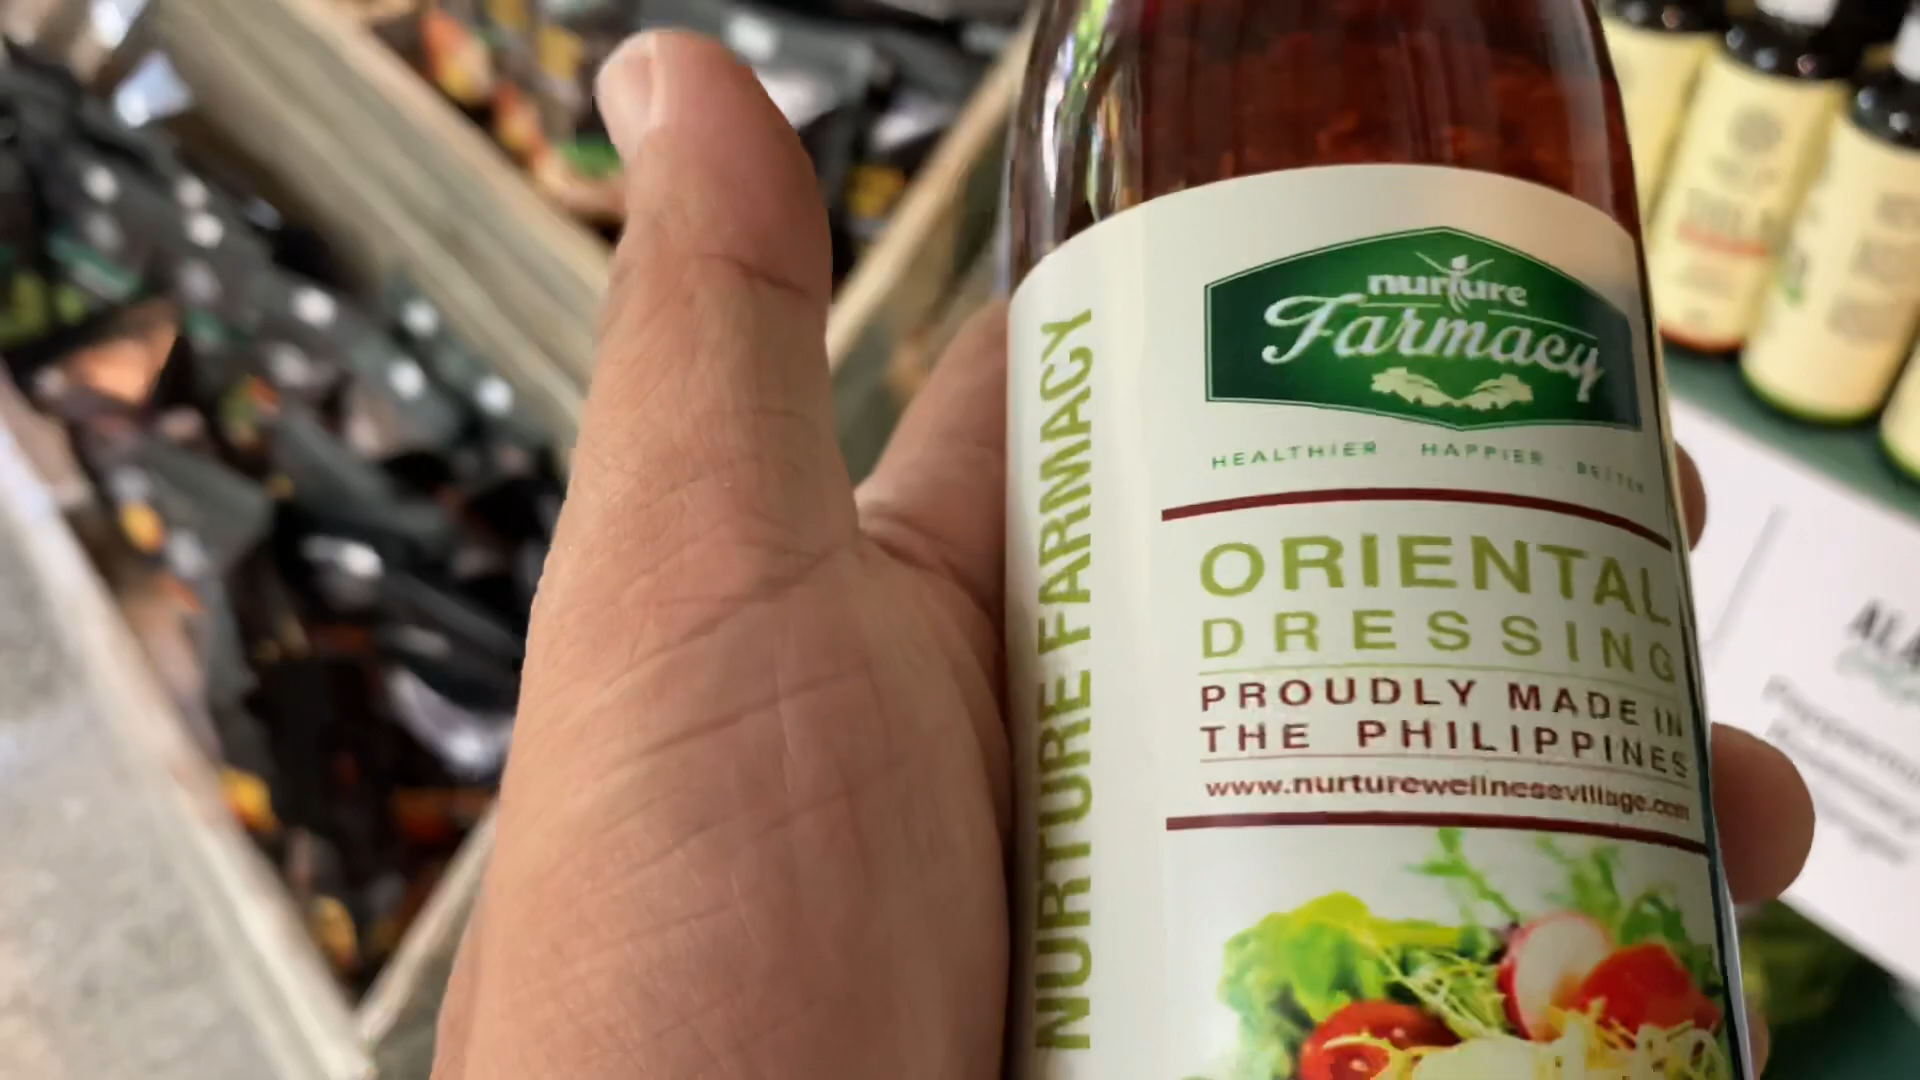 nurture
Farmacy
HEALTHIER . HAPPIER . BETTER
ORIENTAL
DRESSING
PROUDLY MADE IN
THE PHILIPPINES
www.nurturewellnessvillage.com
NURTURE FARMACY